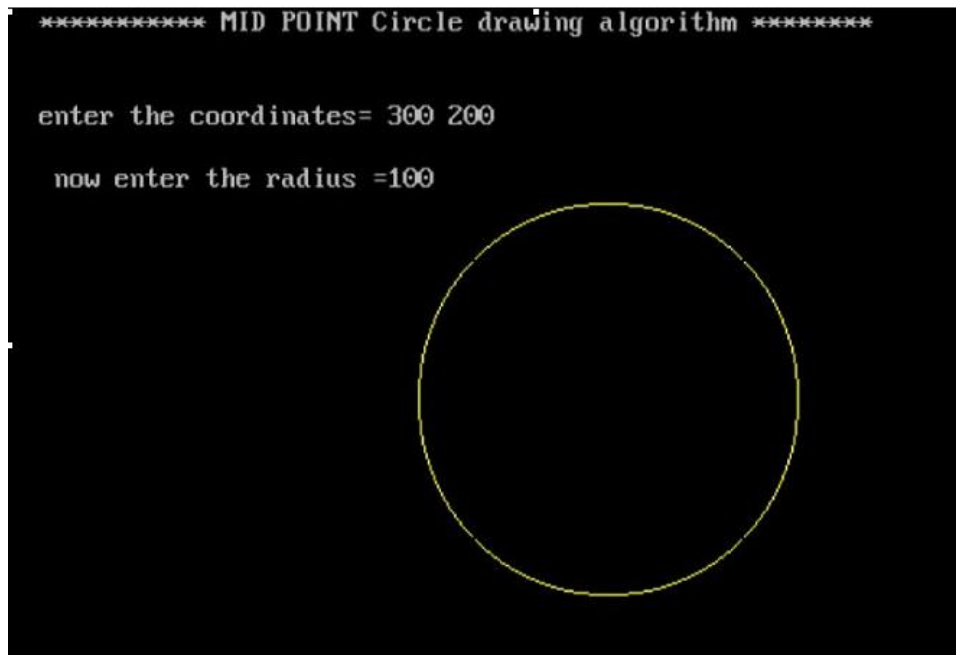 *********** MID POINT Circle drawing algorithm ********
enter the coordinates= 300 200
now enter the radius =100